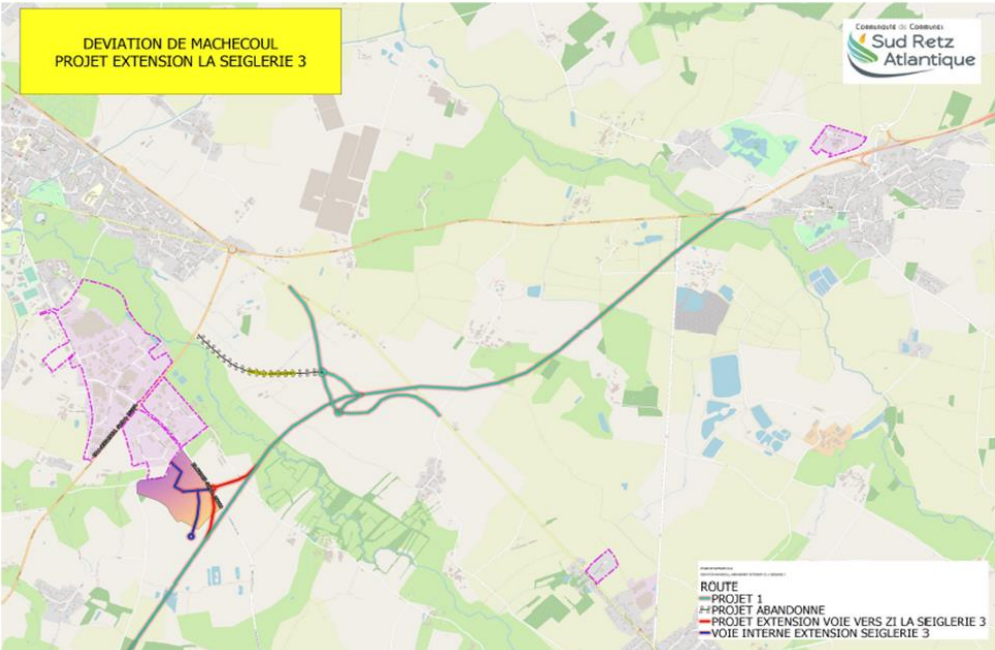 DEVIATION DE MACHECOUL
PROJET EXTENSION LA SEIGLERIE 3
Communauté de Communes
Sud Retz
Atlantique
ROUTE
PROJET 1
PROJET ABANDONNE
PROJET EXTENSION VOIE VERS ZI LA SEIGLERIE 3
VOIE INTERNE EXTENSION SEIGLERIE 3